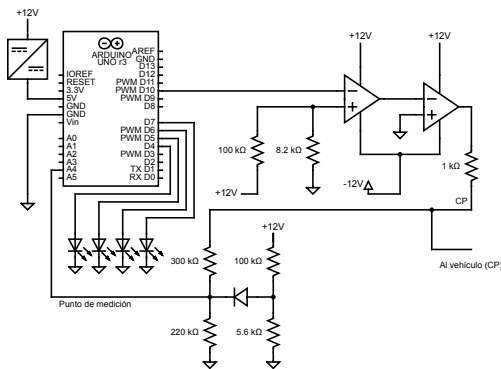 +12V
ARDUINO
UNO r3
IOREF
RESET
3.3V
5V
GND
GND
Vin
A0
A1
A2
A3
A4
A5
AREF
GND
D13
D12
PWM D11
PWM D10
PWM D9
D8
D7
PWM D6
PWM D5
D4
PWM D3
D2
TX D1
RX D0
+12V
+12V
100 kΩ
8.2 kΩ
+12V
-12V
1 kΩ
CP
Al vehículo (CP)
300 kΩ
+12V
100 kΩ
Punto de medición
220 kΩ
5.6 kΩ